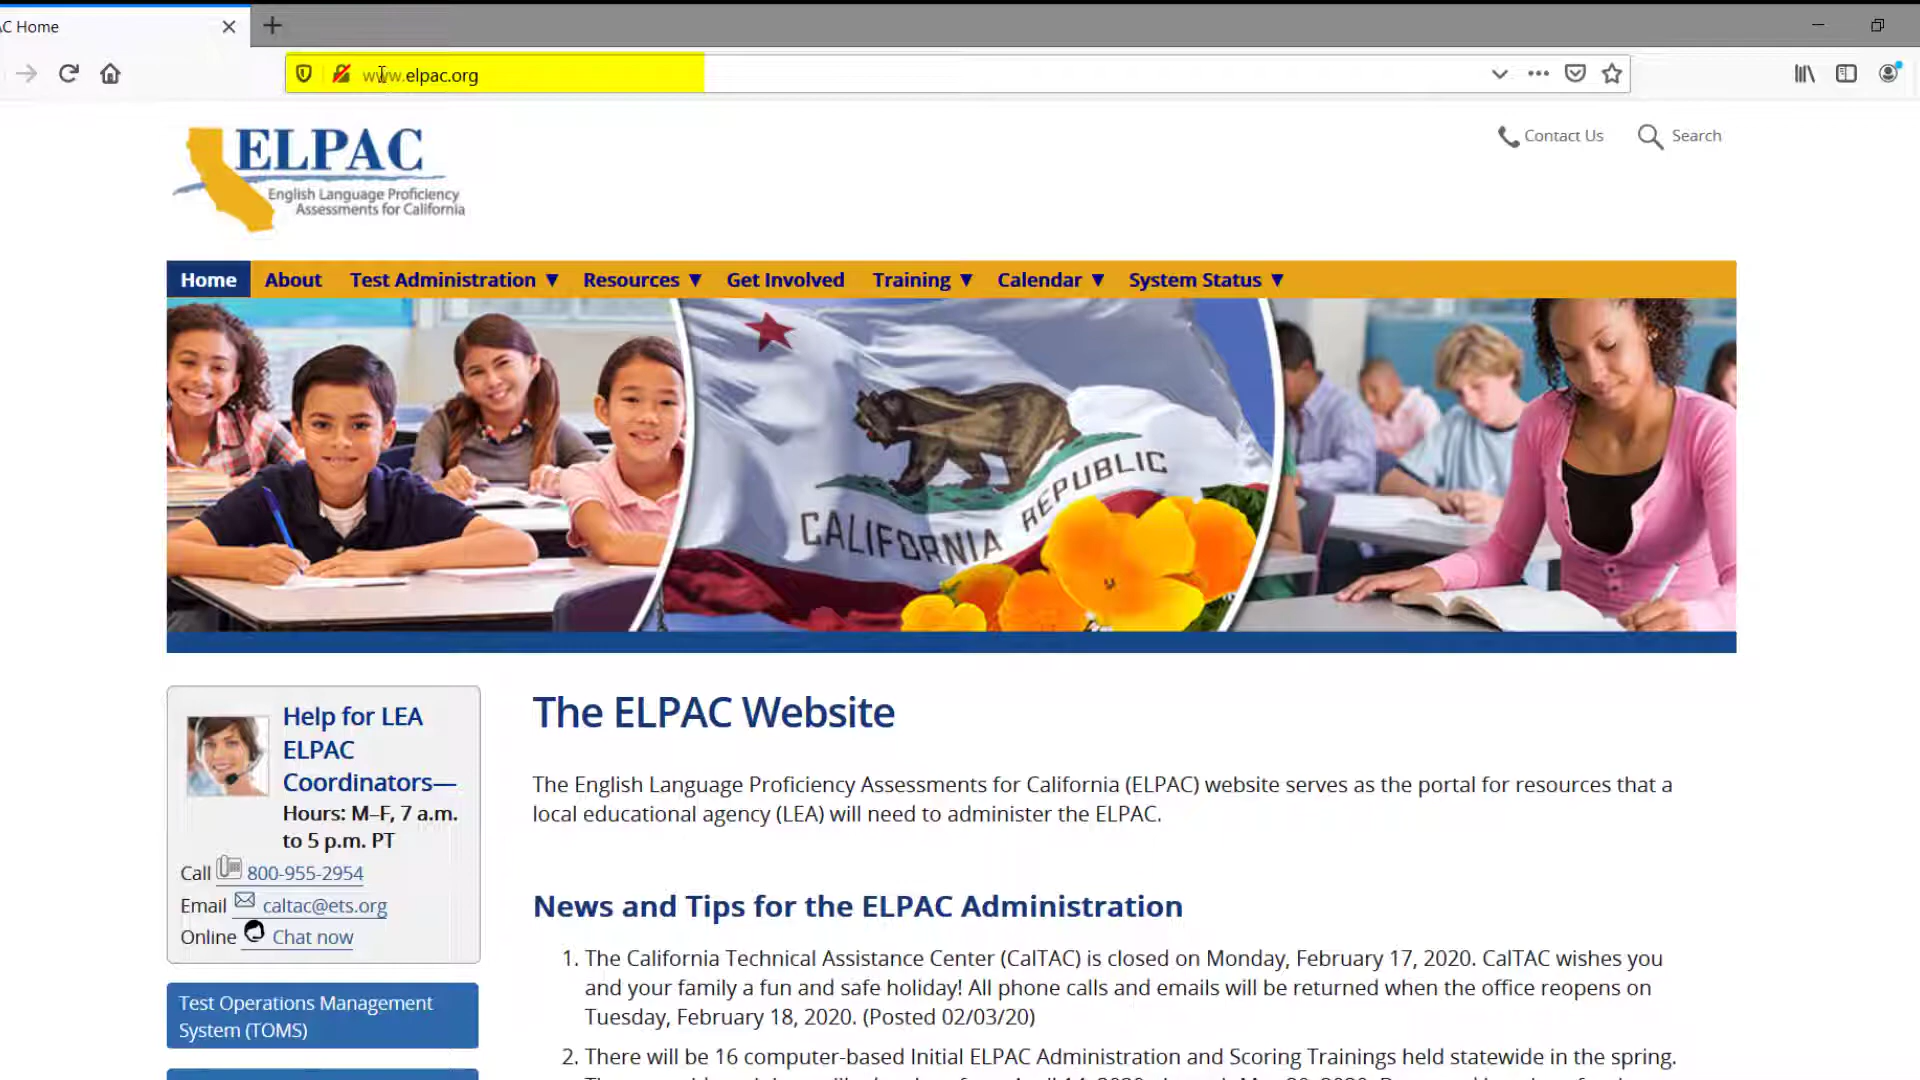 AC Home
www.elpac.org
ELPAC
English Language Proficiency
Assessments for California
Contact Us
Search
Home
About
Test Administration ▼
Resources ▼
Get Involved
Training ▼
Calendar ▼
System Status ▼
CALIFORNIA REPUBLIC
Help for LEA
ELPAC
Coordinators—
Hours: M–F, 7 a.m.
to 5 p.m. PT
Call 800-955-2954
Email caltac@ets.org
Online Chat now
Test Operations Management
System (TOMS)
The ELPAC Website
The English Language Proficiency Assessments for California (ELPAC) website serves as the portal for resources that a
local educational agency (LEA) will need to administer the ELPAC.
News and Tips for the ELPAC Administration
1. The California Technical Assistance Center (CalTAC) is closed on Monday, February 17, 2020. CalTAC wishes you
and your family a fun and safe holiday! All phone calls and emails will be returned when the office reopens on
Tuesday, February 18, 2020. (Posted 02/03/20)
2. There will be 16 computer-based Initial ELPAC Administration and Scoring Trainings held statewide in the spring.